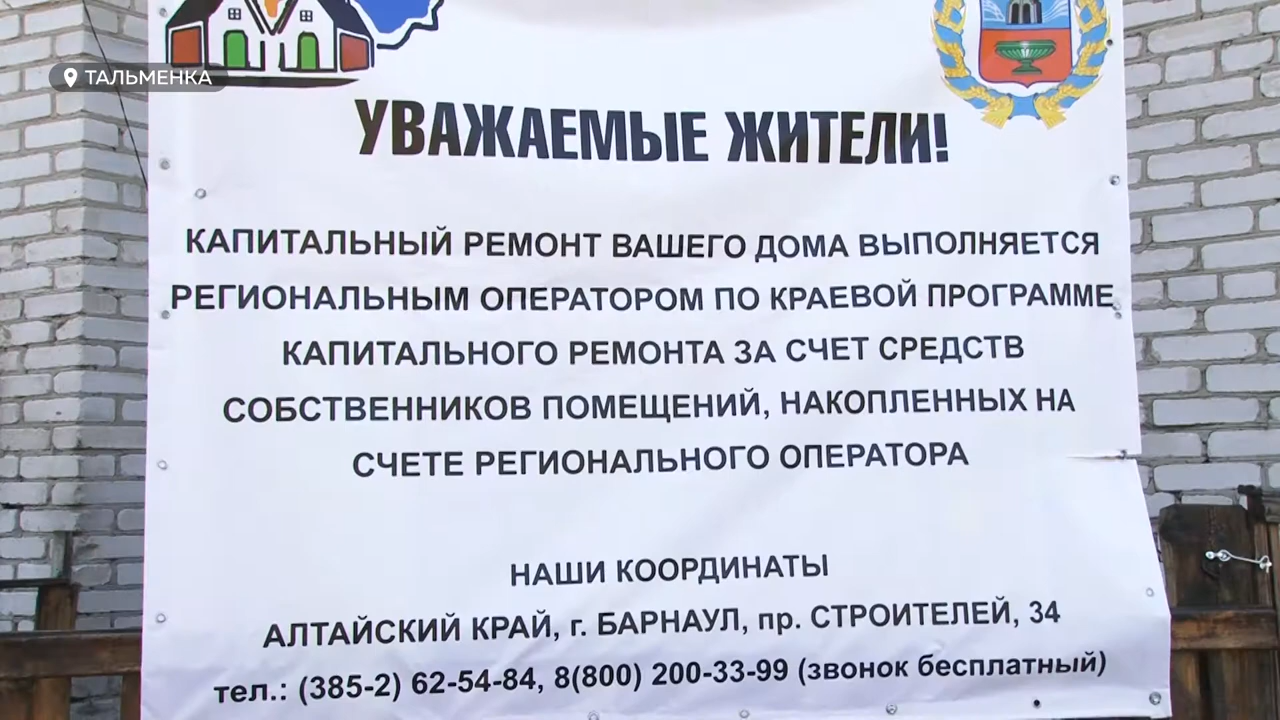 ТАЛЬМЕНКА
УВАЖАЕМЫЕ ЖИТЕЛИ!
КАПИТАЛЬНЫЙ РЕМОНТ ВАШЕГО ДОМА ВЫПОЛНЯЕТСЯ
РЕГИОНАЛЬНЫМ ОПЕРАТОРОМ ПО КРАЕВОЙ ПРОГРАММЕ
КАПИТАЛЬНОГО РЕМОНТА ЗА СЧЕТ СРЕДСТВ
СОБСТВЕННИКОВ ПОМЕЩЕНИЙ, НАКОПЛЕННЫХ НА
СЧЕТЕ РЕГИОНАЛЬНОГО ОПЕРАТОРА
НАШИ КООРДИНАТЫ
АЛТАЙСКИЙ КРАЙ, г. БАРНАУЛ, пр. СТРОИТЕЛЕЙ, 34
тел.: (385-2) 62-54-84, 8(800) 200-33-99 (звонок бесплатный)